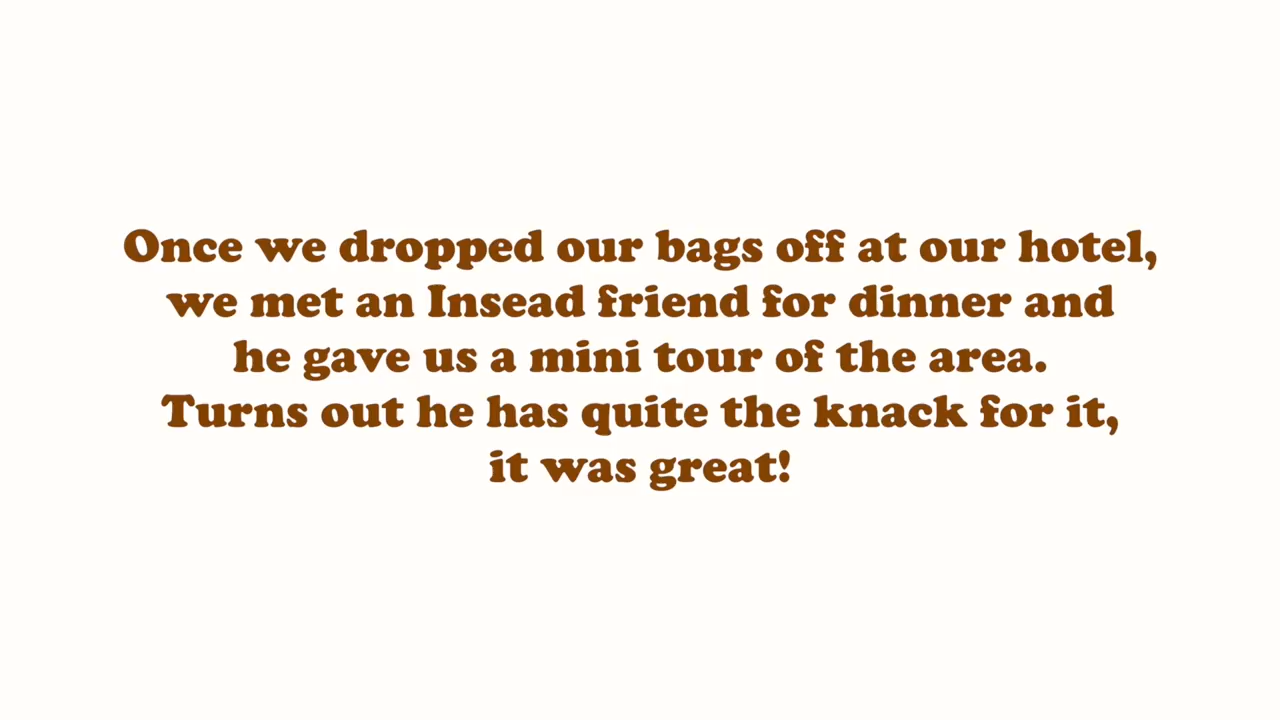 Once we dropped our bags off at our hotel,
we met an Insead friend for dinner and
he gave us a mini tour of the area.
Turns out he has quite the knack for it,
it was great!